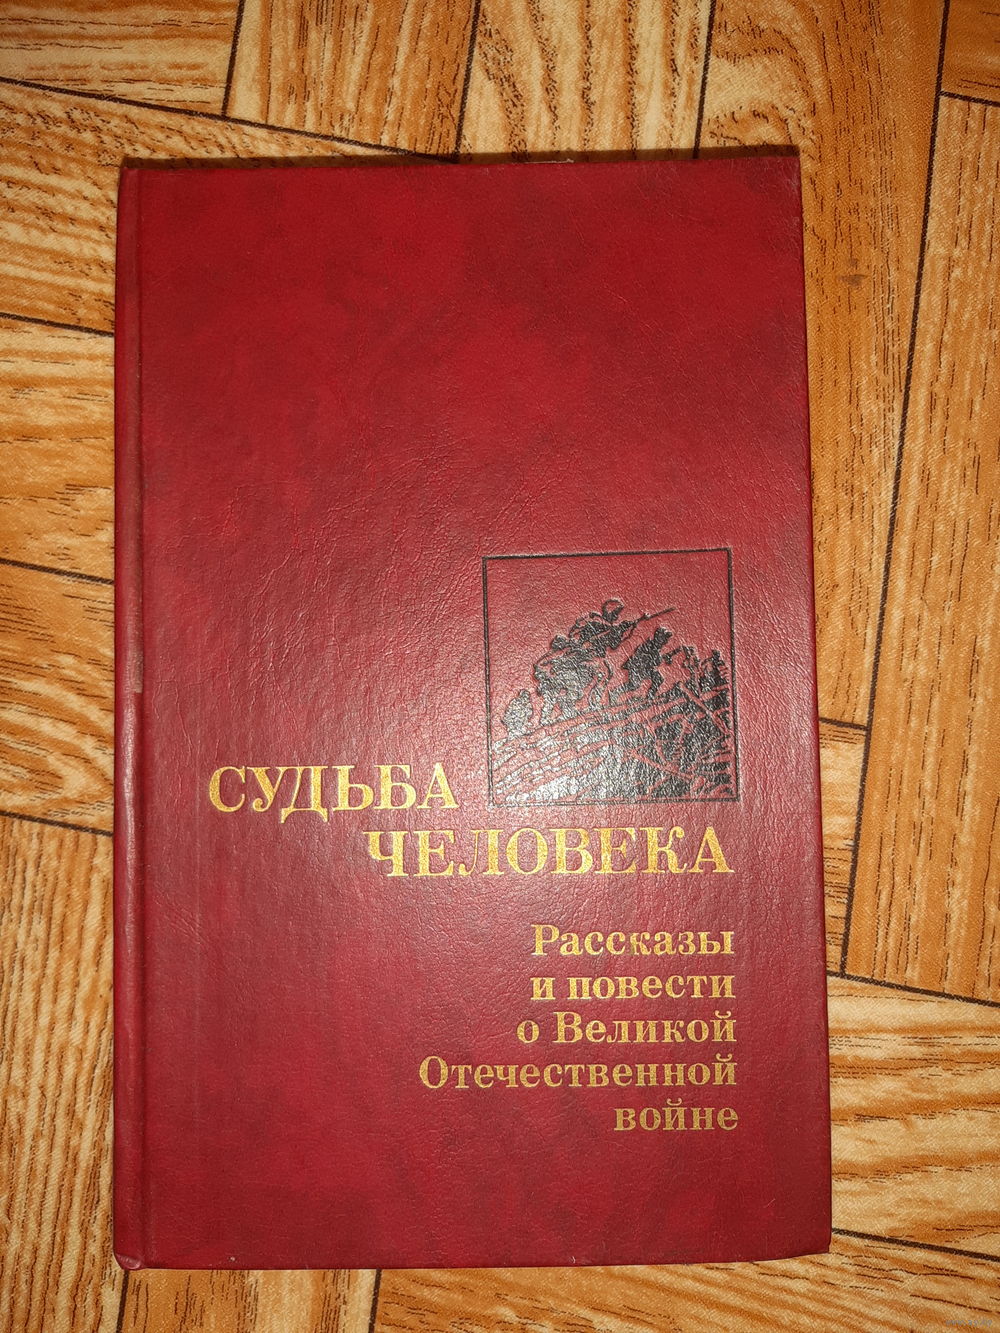 СУДЬБА
ЧЕЛОВЕКА
Рассказы
и повести
о Великой
Отечественной
войне